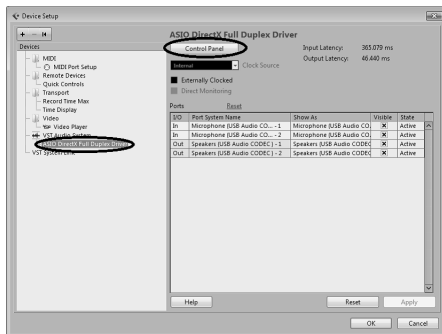 Device Setup
+ - |◄
Devices
MIDI
MIDI Port Setup
Remote Devices
Quick Controls
Transport
Record Time Max
Time Display
Video
Video Player
VST Audio System
ASIO DirectX Full Duplex Driver
VST System Link
ASIO DirectX Full Duplex Driver
Control Panel
Input Latency: 365.079 ms
Output Latency: 46.440 ms
Internal
Clock Source
Externally Clocked
Direct Monitoring
Ports Reset
I/O Port System Name Show As Visible State
In Microphone (USB Audio CO... - 1 Microphone (USB Audio CO. X Active
In Microphone (USB Audio CO... - 2 Microphone (USB Audio CO. X Active
Out Speakers (USB Audio CODEC ) - 1 Speakers (USB Audio CODEC X Active
Out Speakers (USB Audio CODEC ) - 2 Speakers (USB Audio CODEC X Active
Help Reset Apply
OK Cancel